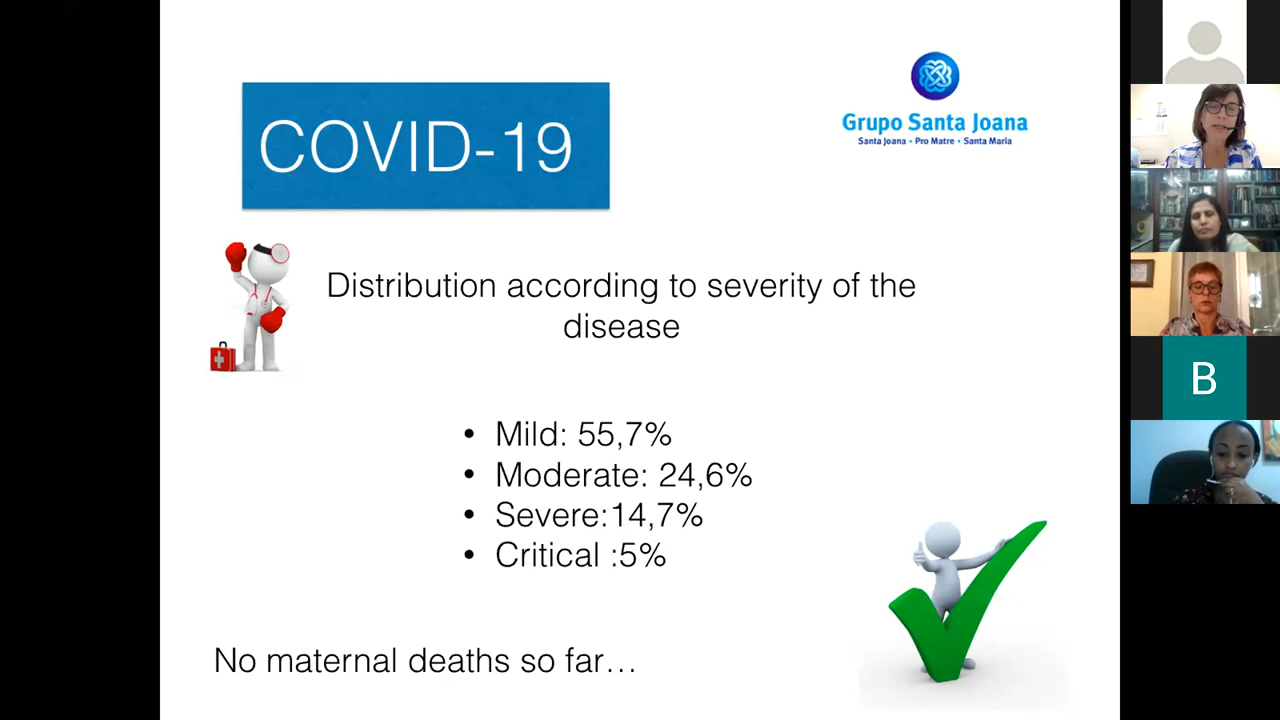 COVID-19
Grupo Santa Joana
Santa Joana • Pro Matre • Santa Maria
Distribution according to severity of the
disease
• Mild: 55,7%
• Moderate: 24,6%
• Severe:14,7%
• Critical :5%
No maternal deaths so far…
B